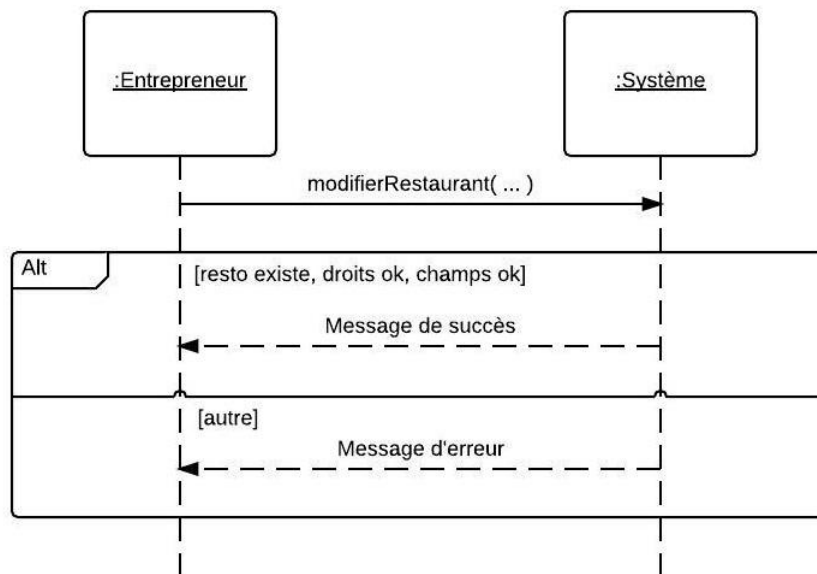 :Entrepreneur
:Système
modifierRestaurant( ... )
Alt
[resto existe, droits ok, champs ok]
Message de succès
[autre]
Message d'erreur